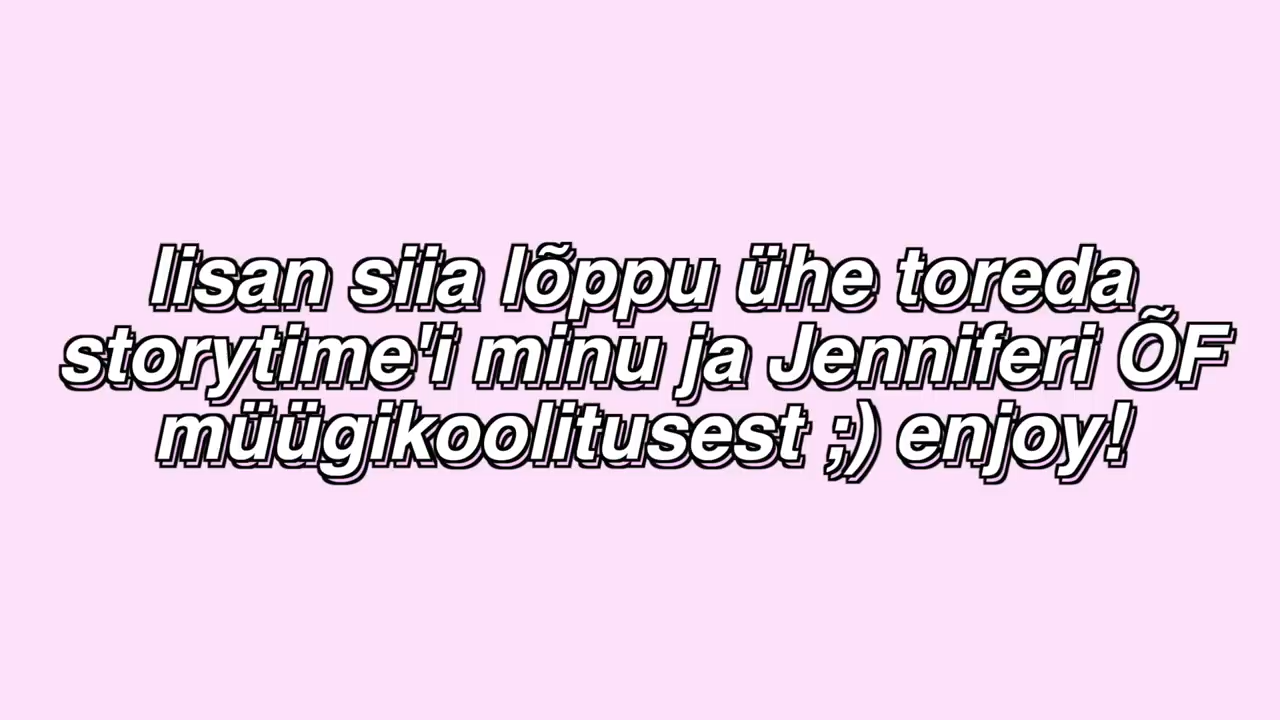 lisan siia lõppu ühe toreda
storytime'i minu ja Jenniferi ÕF
müügikoolitusest ;) enjoy!